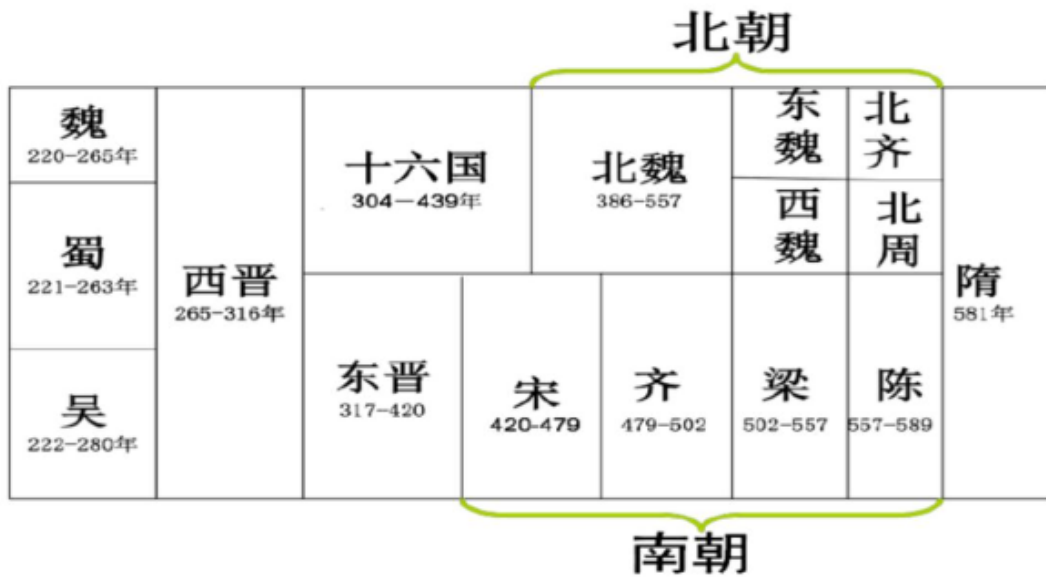 北朝
魏
220-265年
蜀
221-263年
吴
222-280年
西晋
265-316年
十六国
304－439年
北魏
386-557
东魏
西魏
北齐
北周
东晋
317-420
宋
420-479
齐
479-502
梁
502-557
陈
557-589
隋
581年
南朝